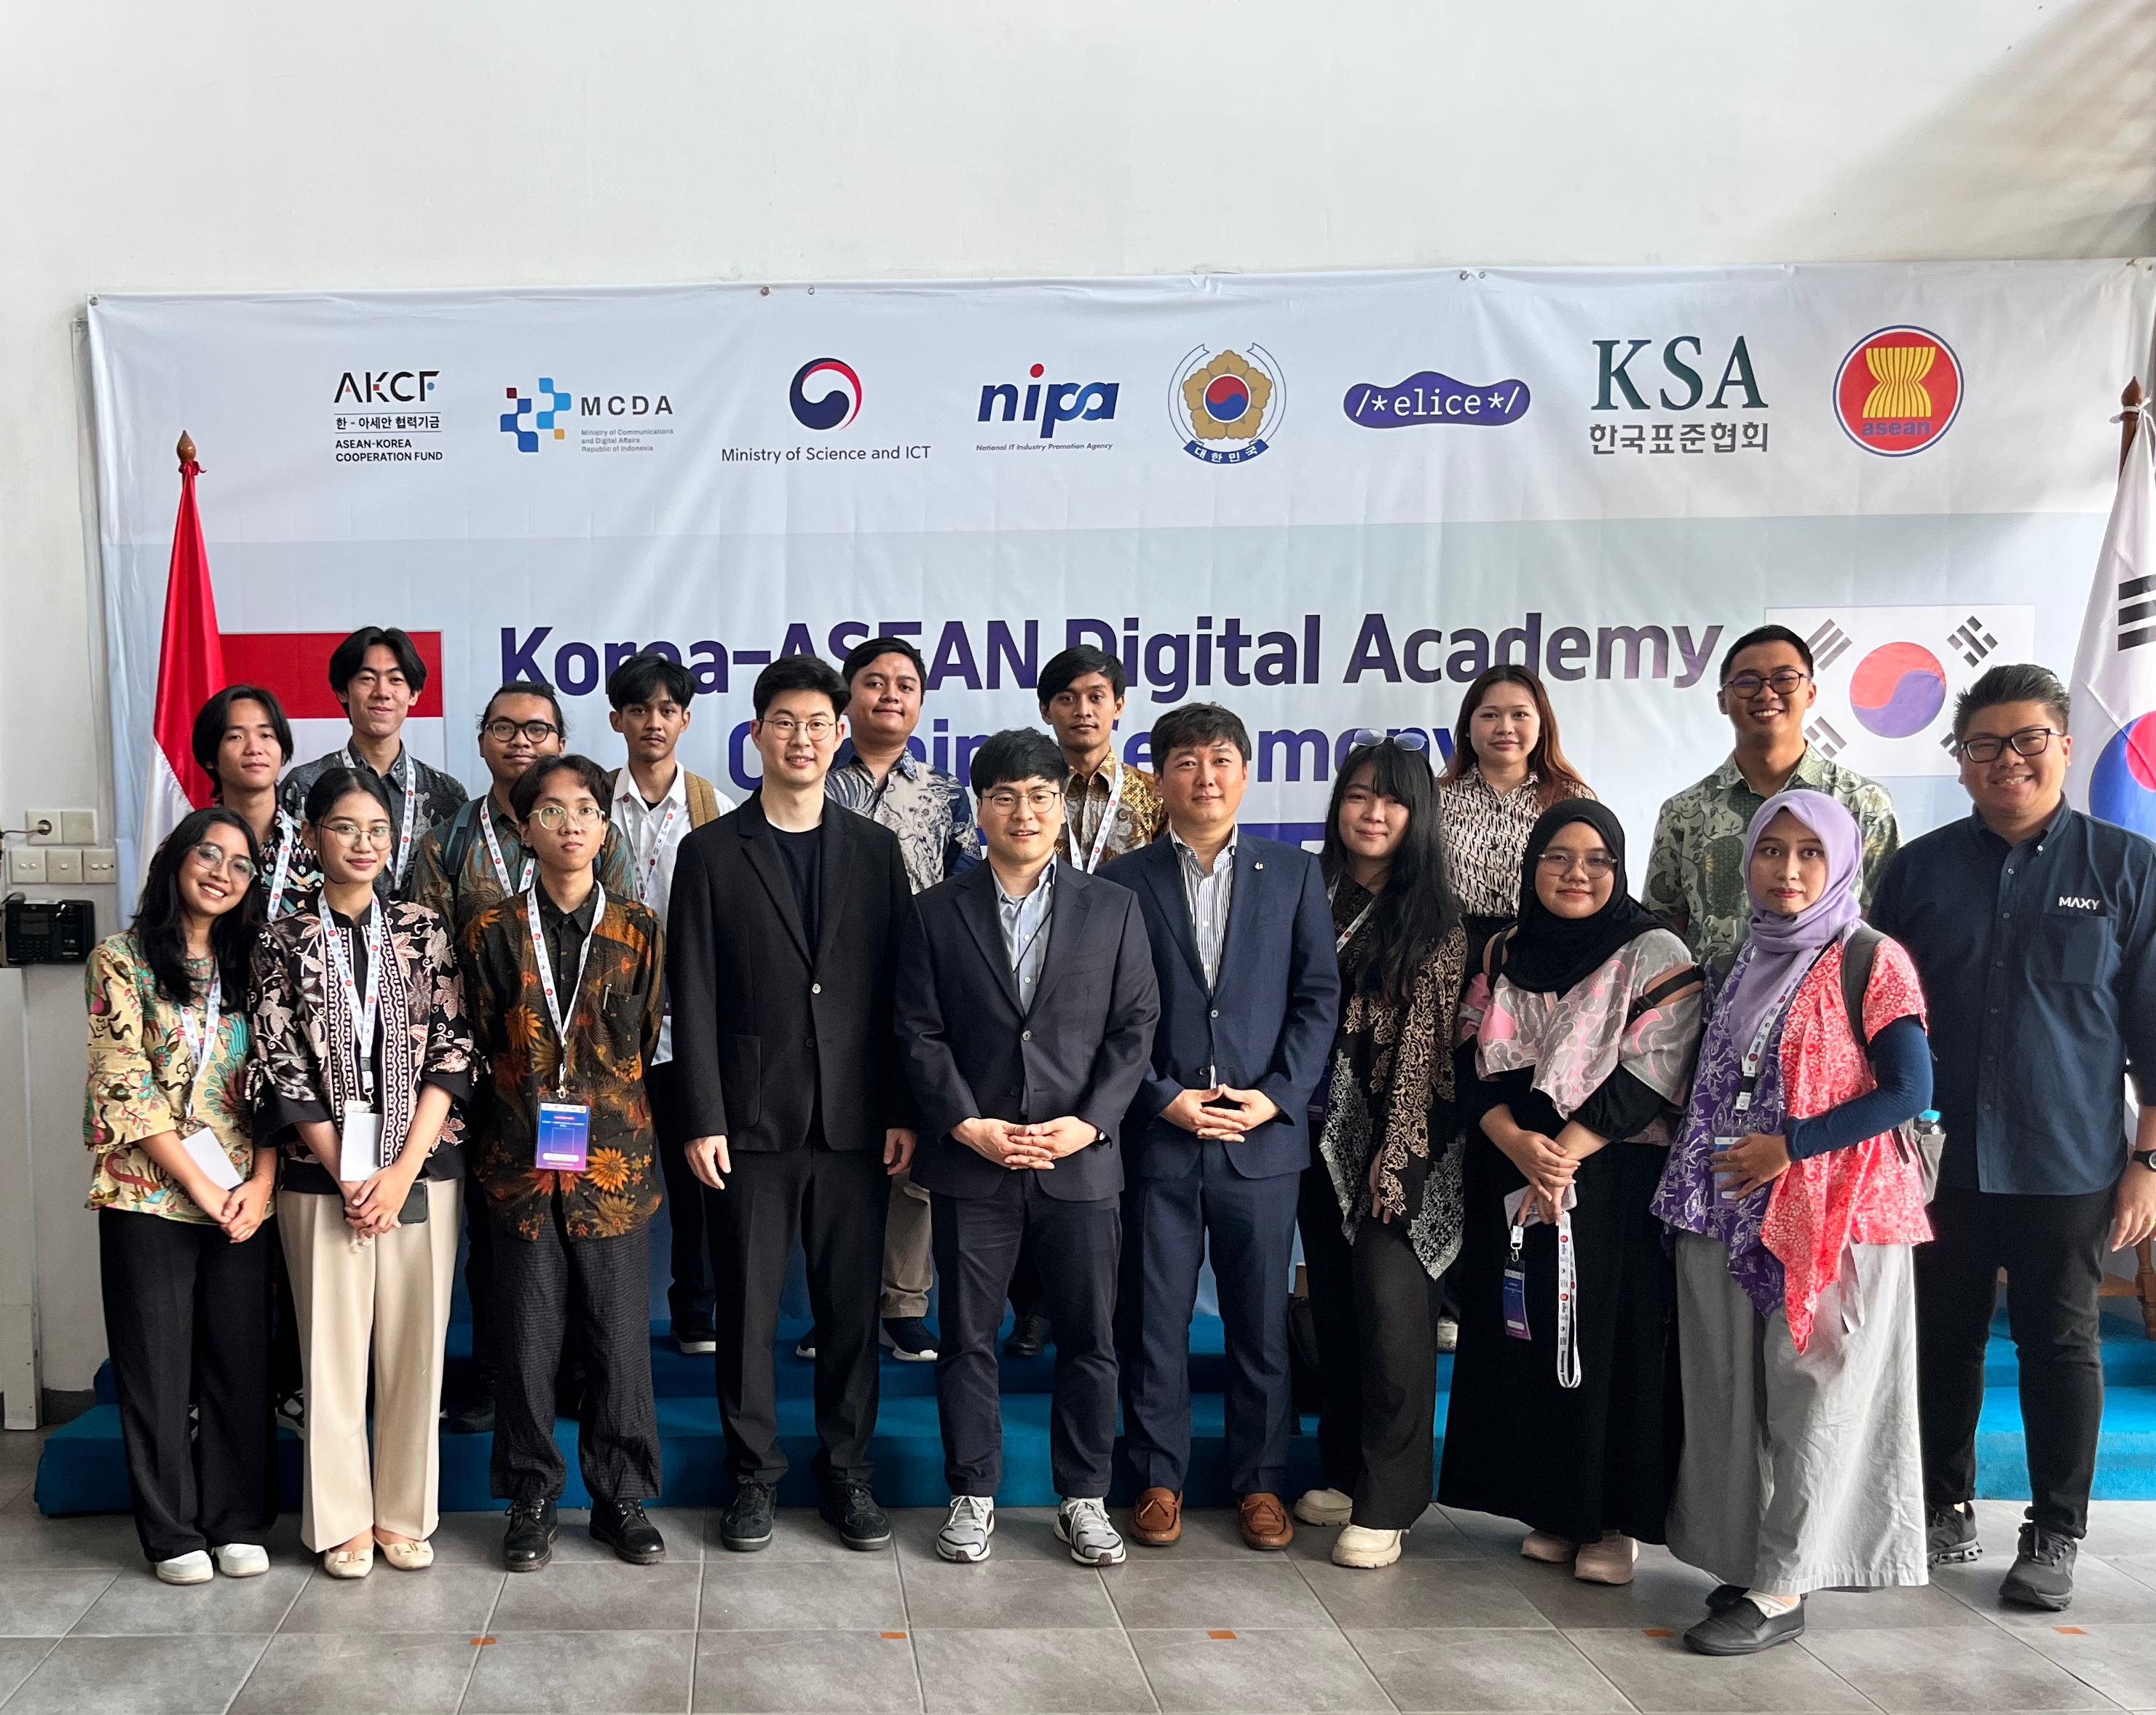 AKCF
한-아세안 협력기금
ASEAN-KOREA
COOPERATION FUND
MCDA
Ministry of Communications
and Digital Affairs
Republic of Indonesia
Ministry of Science and ICT
nipa
National IT Industry Promotion Agency
대한민국
/*elice*/
KSA
한국표준협회
asean
Korea-ASEAN Digital Academy
MAXY